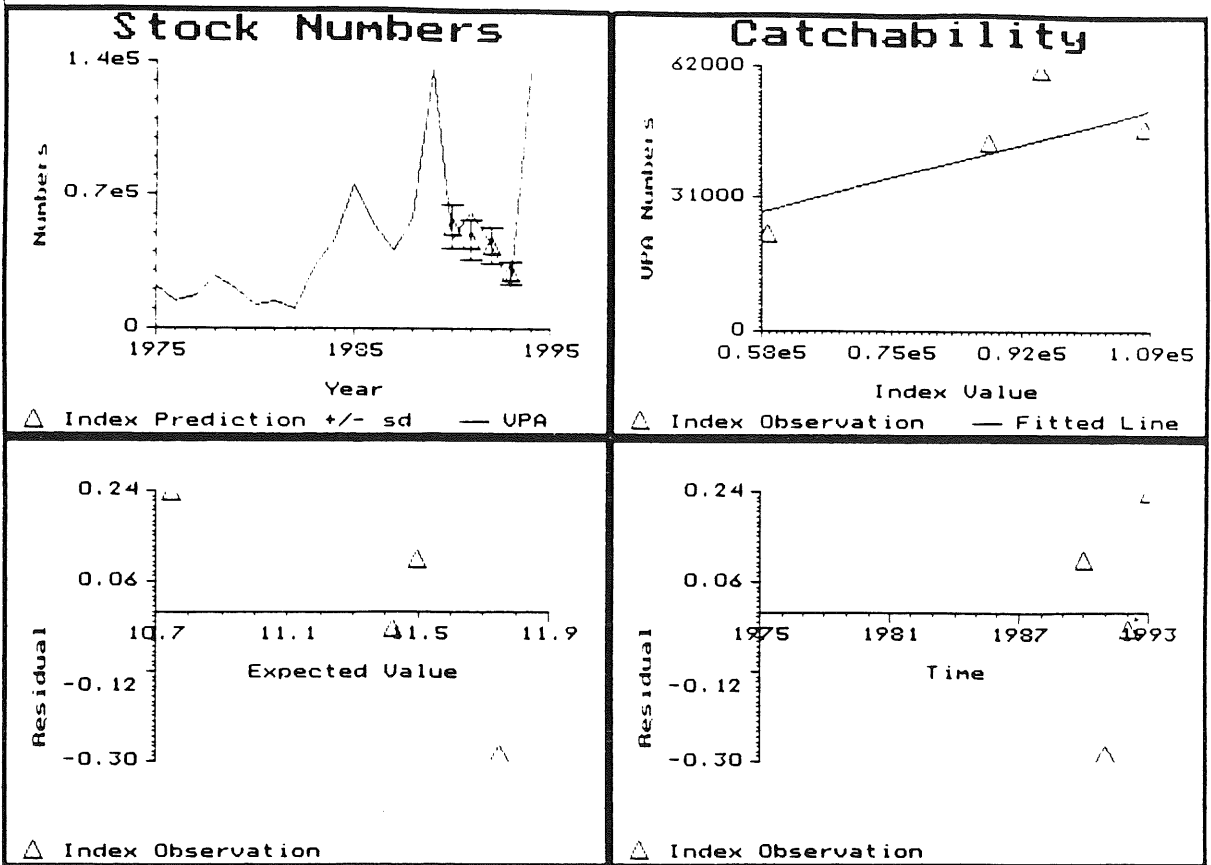 Stock Numbers
1.4e5
0.7e5
0
Numbers
1975 1985 1995
Year
△ Index Prediction +/- sd — VPA
Catchability
62000
31000
0
VPA Numbers
0.58e5 0.75e5 0.92e5 1.09e5
Index Value
△ Index Observation — Fitted Line
0.24
0.06
-0.12
-0.30
Residual
10.7 11.1 11.5 11.9
Expected Value
△ Index Observation
0.24
0.06
-0.12
-0.30
Residual
1975 1981 1987 1993
Time
△ Index Observation